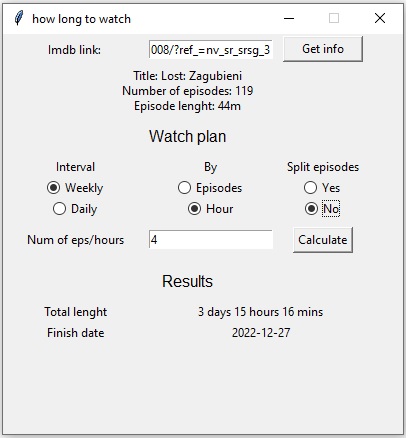 how long to watch
Imdb link: 008/?ref_=nv_sr_srsg_3 Get info
Title: Lost: Zagubieni
Number of episodes: 119
Episode lenght: 44m
Watch plan
Interval By Split episodes
Weekly Episodes Yes
Daily Hour No
Num of eps/hours 4 Calculate
Results
Total lenght 3 days 15 hours 16 mins
Finish date 2022-12-27